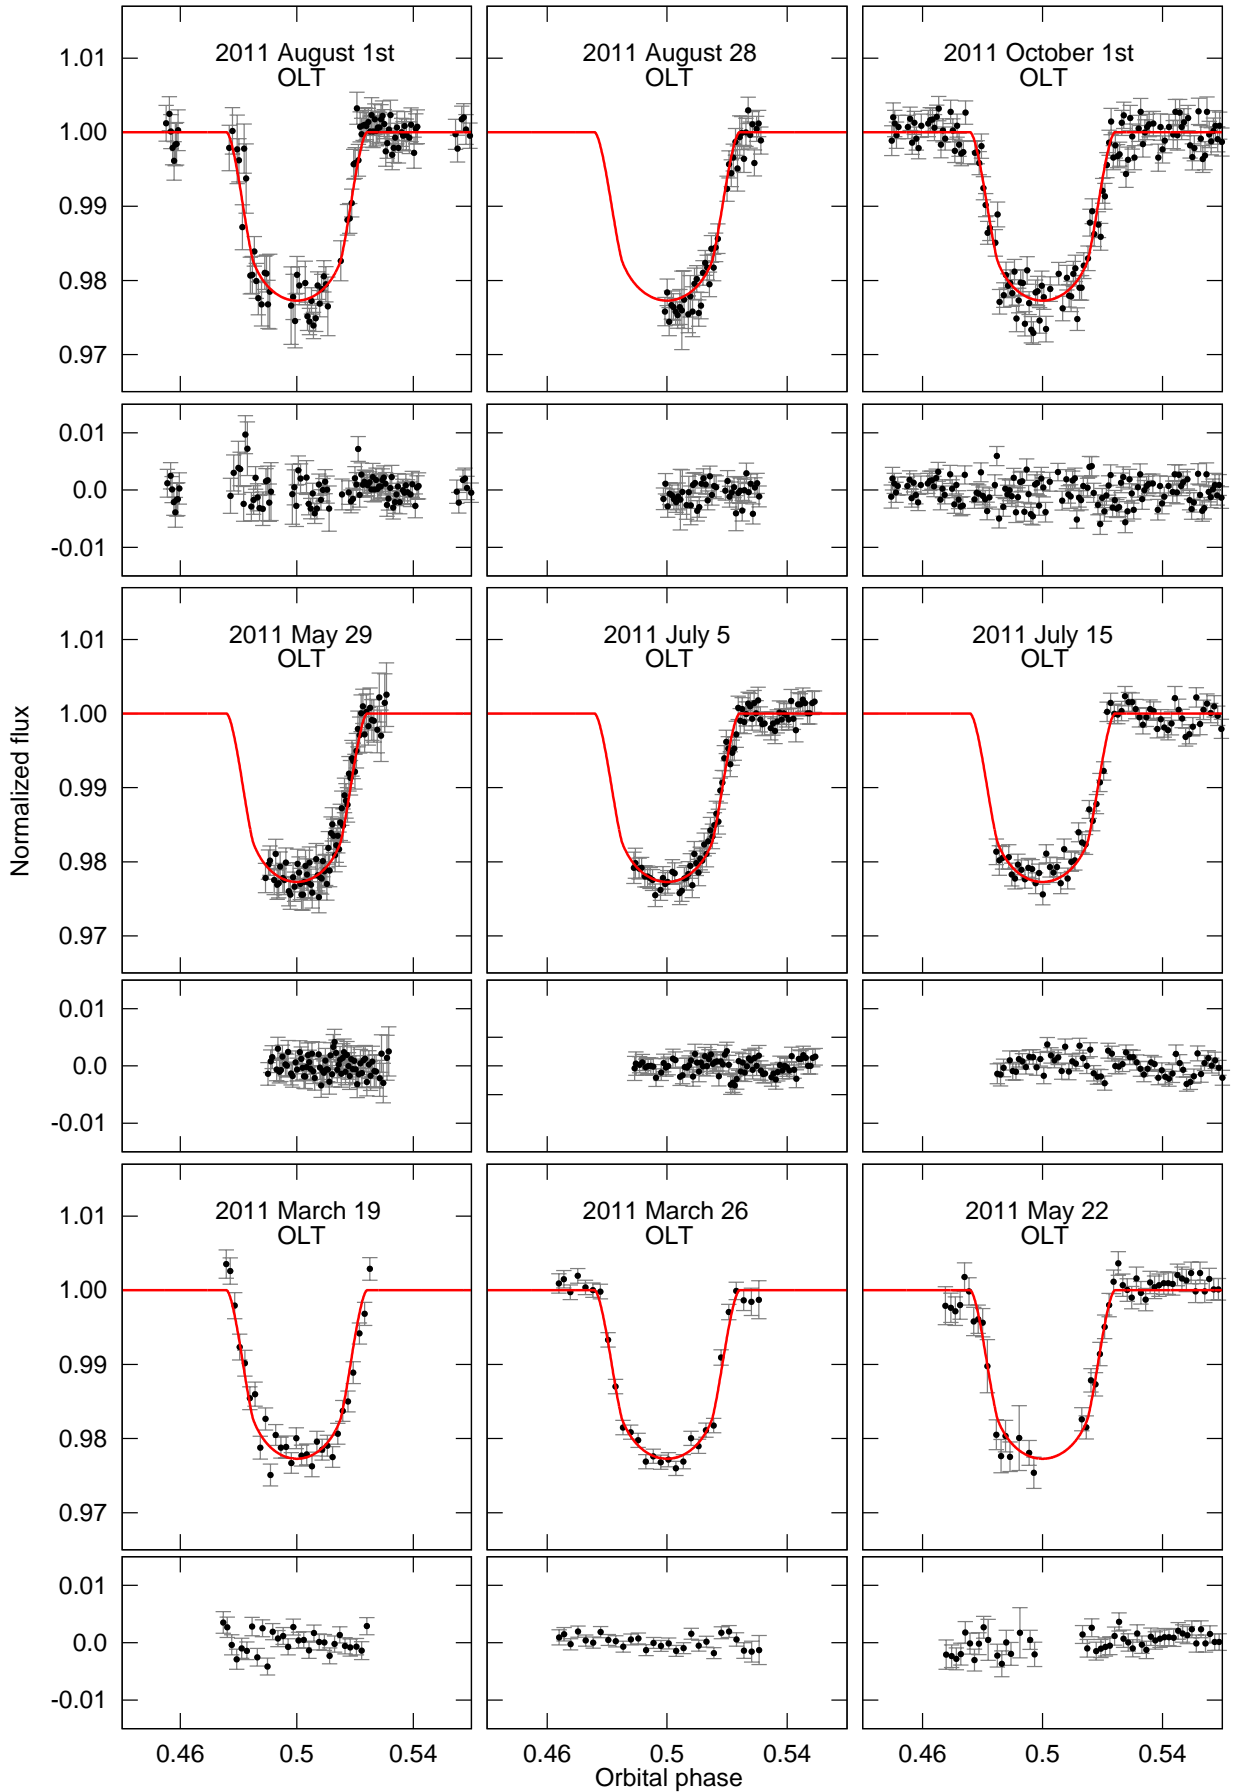 2011 August 1st
OLT
2011 August 28
OLT
2011 October 1st
OLT
1.01
1.00
0.99
0.98
0.97
0.01
0.0
-0.01
2011 May 29
OLT
2011 July 5
OLT
2011 July 15
OLT
1.01
1.00
0.99
0.98
0.97
0.01
0.0
-0.01
Normalized flux
2011 March 19
OLT
2011 March 26
OLT
2011 May 22
OLT
1.01
1.00
0.99
0.98
0.97
0.01
0.0
-0.01
0.46 0.5 0.54 0.46 0.5 0.54 0.46 0.5 0.54
Orbital phase